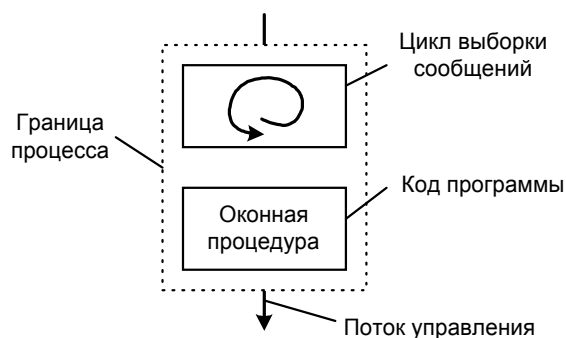 Цикл выборки
сообщений
Граница
процесса
Код программы
Оконная
процедура
Поток управления